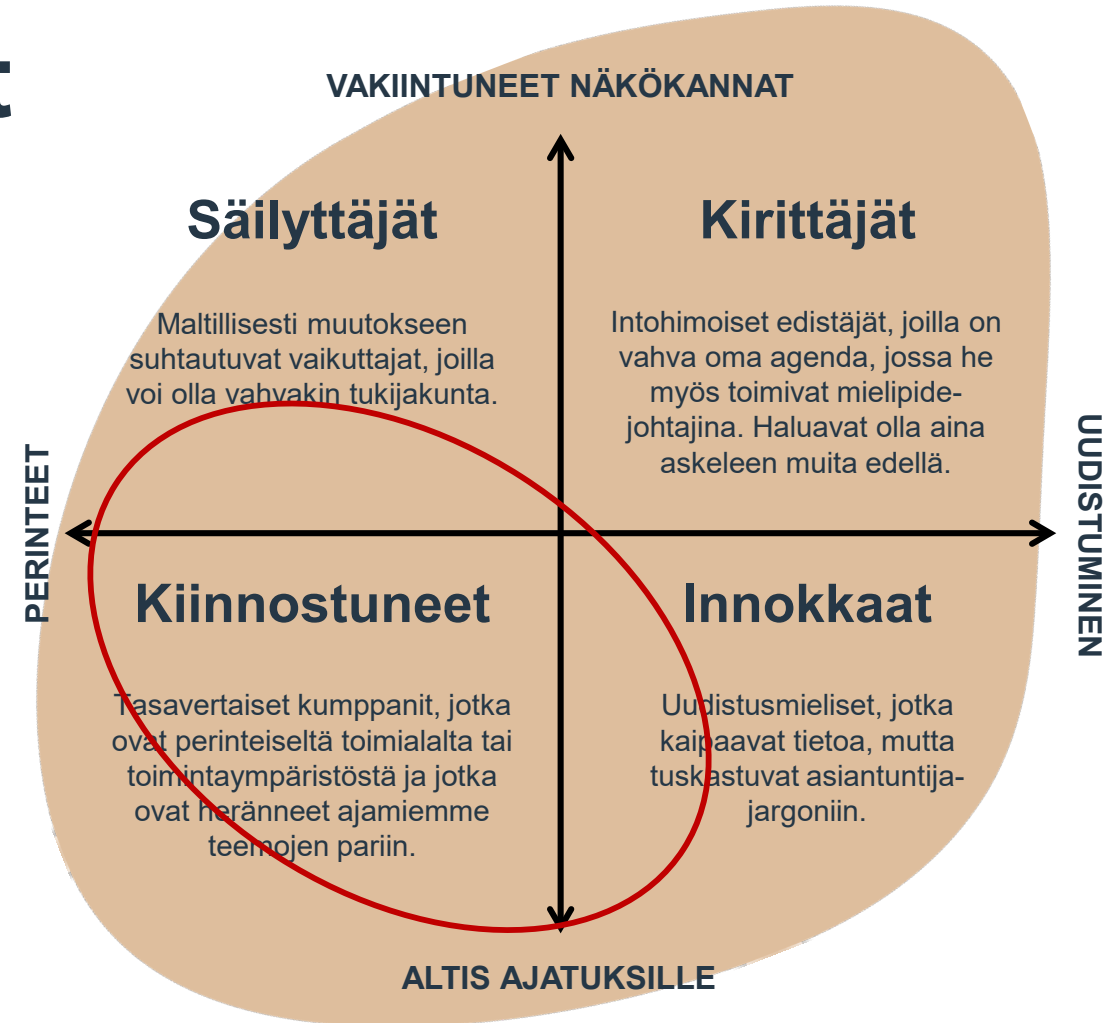 t
VAKIINTUNEET NÄKÖKANNAT
Säilyttäjät
Maltillisesti muutokseen
suhtautuvat vaikuttajat, joilla
voi olla vahvakin tukijakunta.
Kirittäjät
Intohimoiset edistäjät, joilla on
vahva oma agenda, jossa he
myös toimivat mielipide-
johtajina. Haluavat olla aina
askeleen muita edellä.
PERINTEET
UUDISTUMINEN
Kiinnostuneet
Tasavertaiset kumppanit, jotka
ovat perinteiseltä toimialalta tai
toimintaympäristöstä ja jotka
ovat heränneet ajamiemme
teemojen pariin.
Innokkaat
Uudistusmieliset, jotka
kaipaavat tietoa, mutta
tuskastuvat asiantuntija-
jargoniin.
ALTIS AJATUKSILLE